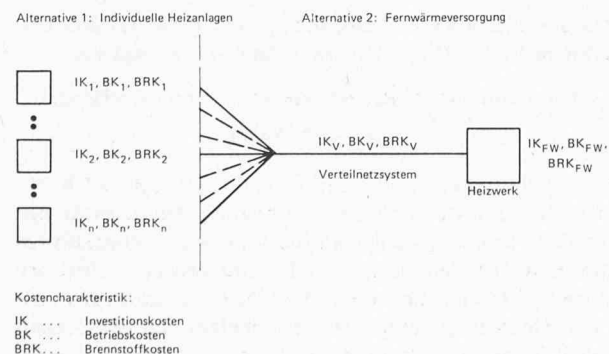 Alternative 1: Individuelle Heizanlagen
Alternative 2: Fernwärmeversorgung
IK1, BK1, BRK1
IK2, BK2, BRK2
IKn, BKn, BRKn
IKV, BKV, BRKV
Verteilnetzsystem
Heizwerk
IKFW, BKFW,
BRKFW
Kostencharakteristik:
IK ... Investitionskosten
BK ... Betriebskosten
BRK... Brennstoffkosten